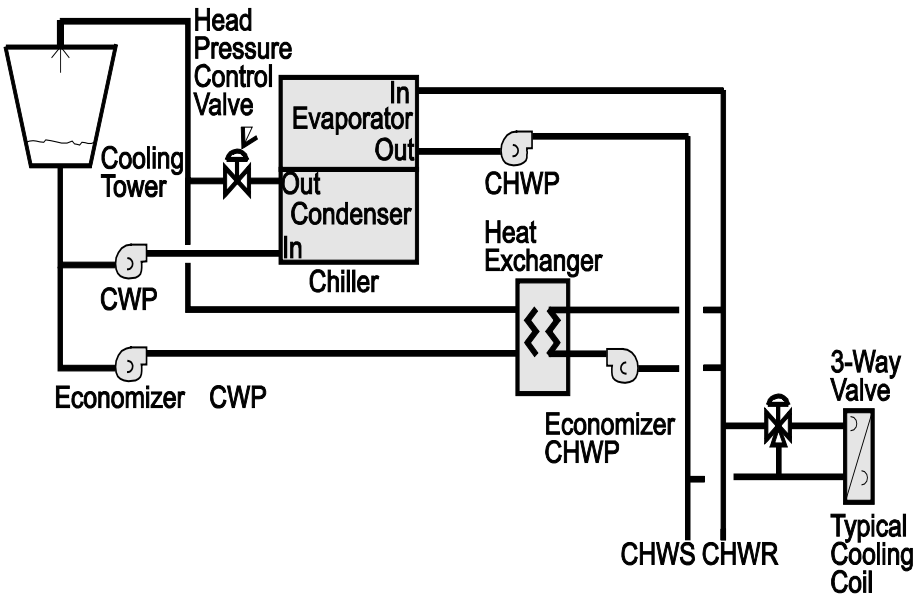 Head
Pressure
Control
Valve
In
Evaporator
Out
Cooling
Tower
CHWP
Out
Condenser
In
Heat
Exchanger
Chiller
CWP
Economizer CWP
3-Way
Valve
Economizer
CHWP
Typical
Cooling
Coil
CHWS CHWR